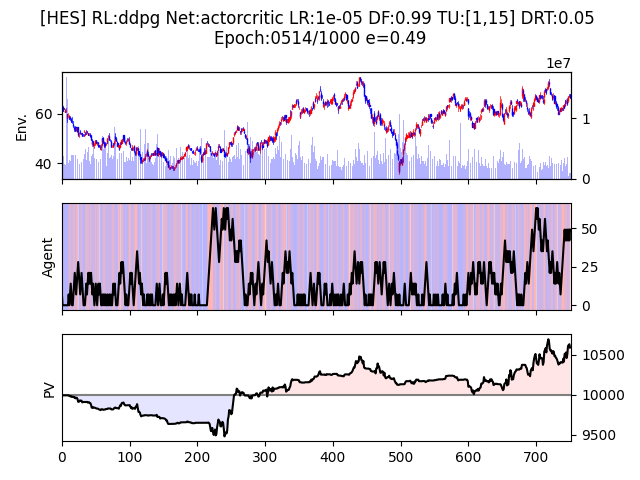 [HES] RL:ddpg Net:actorcritic LR:1e-05 DF:0.99 TU:[1,15] DRT:0.05
Epoch:0514/1000 e=0.49
1e7
60
40
Env.
1
0
Agent
50
25
0
PV
10500
10000
9500
0 100 200 300 400 500 600 700